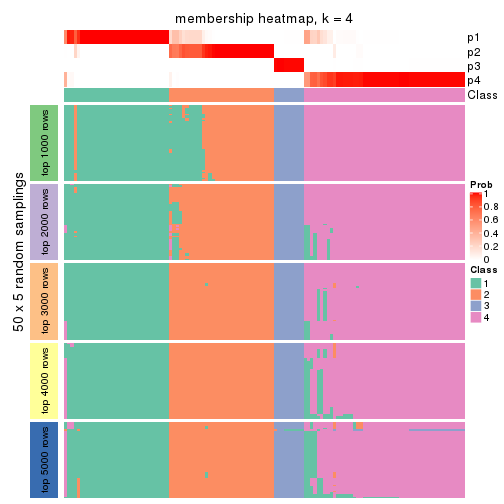 membership heatmap, k = 4
p1
p2
p3
p4
Class
50 x 5 random samplings
top 1000 rows
top 2000 rows
top 3000 rows
top 4000 rows
top 5000 rows
Prob
1
0.8
0.6
0.4
0.2
0
Class
1
2
3
4